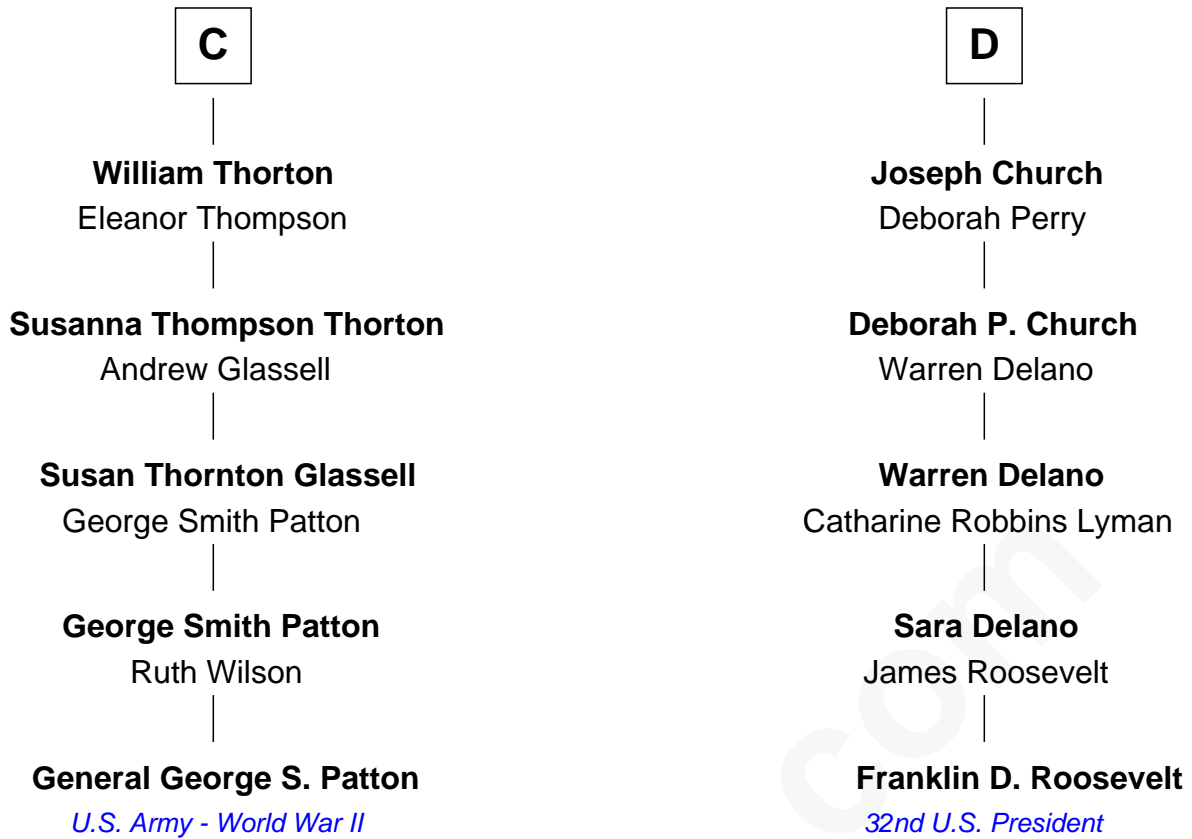 C
William Thorton
Eleanor Thompson
Susanna Thompson Thorton
Andrew Glassell
Susan Thornton Glassell
George Smith Patton
George Smith Patton
Ruth Wilson
General George S. Patton
U.S. Army - World War II
D
Joseph Church
Deborah Perry
Deborah P. Church
Warren Delano
Warren Delano
Catharine Robbins Lyman
Sara Delano
James Roosevelt
Franklin D. Roosevelt
32nd U.S. President
com